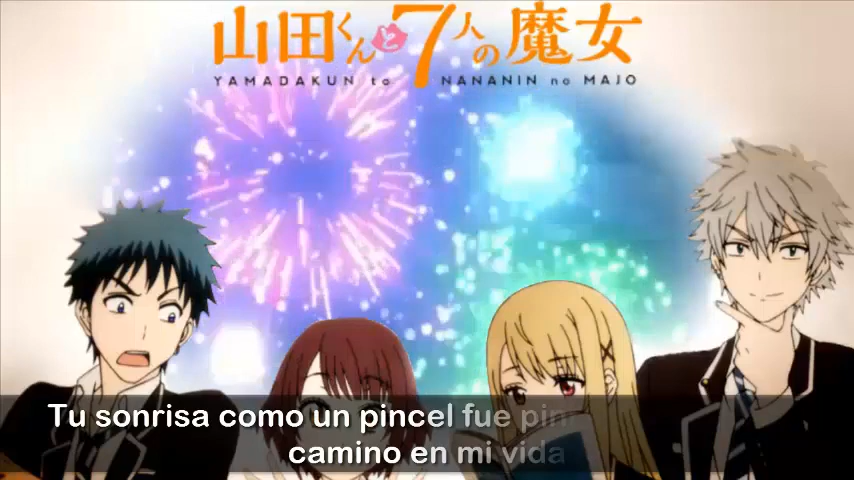 山田くんと7人の魔女
YAMADAKUN to NANANIN no MAJO
Tu sonrisa como un pincel fue
camino en mi vida